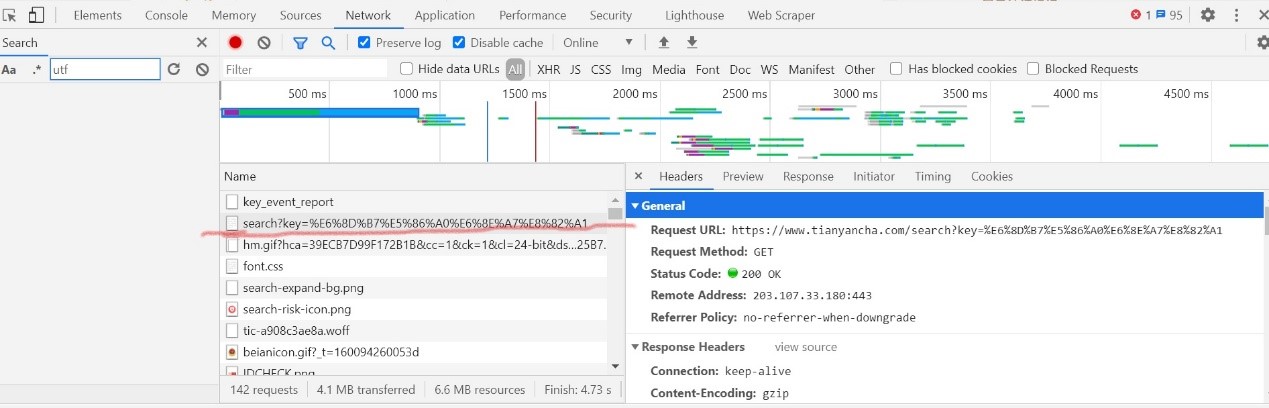 Elements Console Memory Sources Network Application Performance Security Lighthouse Web Scraper 1 95
Search
Aa .* utf
Preserve log Disable cache Online
Filter Hide data URLs All XHR JS CSS Img Media Font Doc WS Manifest Other Has blocked cookies Blocked Requests
500 ms 1000 ms 1500 ms 2000 ms 2500 ms 3000 ms 3500 ms 4000 ms 4500 ms
Name
key_event_report
search?key=%E6%8D%B7%E5%86%A0%E6%8E%A7%E8%82%A1
hm.gif?hca=39ECB7D99F172B1B&cc=1&ck=1&cl=24-bit&ds...25B7.
font.css
search-expand-bg.png
search-risk-icon.png
tic-a908c3ae8a.woff
beianicon.gif?_t=160094260053d
IDCHECK.png
142 requests 4.1 MB transferred 6.6 MB resources Finish: 4.73 s
Headers Preview Response Initiator Timing Cookies
General
Request URL: https://www.tianyancha.com/search?key=%E6%8D%B7%E5%86%A0%E6%8E%A7%E8%82%A1
Request Method: GET
Status Code: 200 OK
Remote Address: 203.107.33.180:443
Referrer Policy: no-referrer-when-downgrade
Response Headers view source
Connection: keep-alive
Content-Encoding: gzip